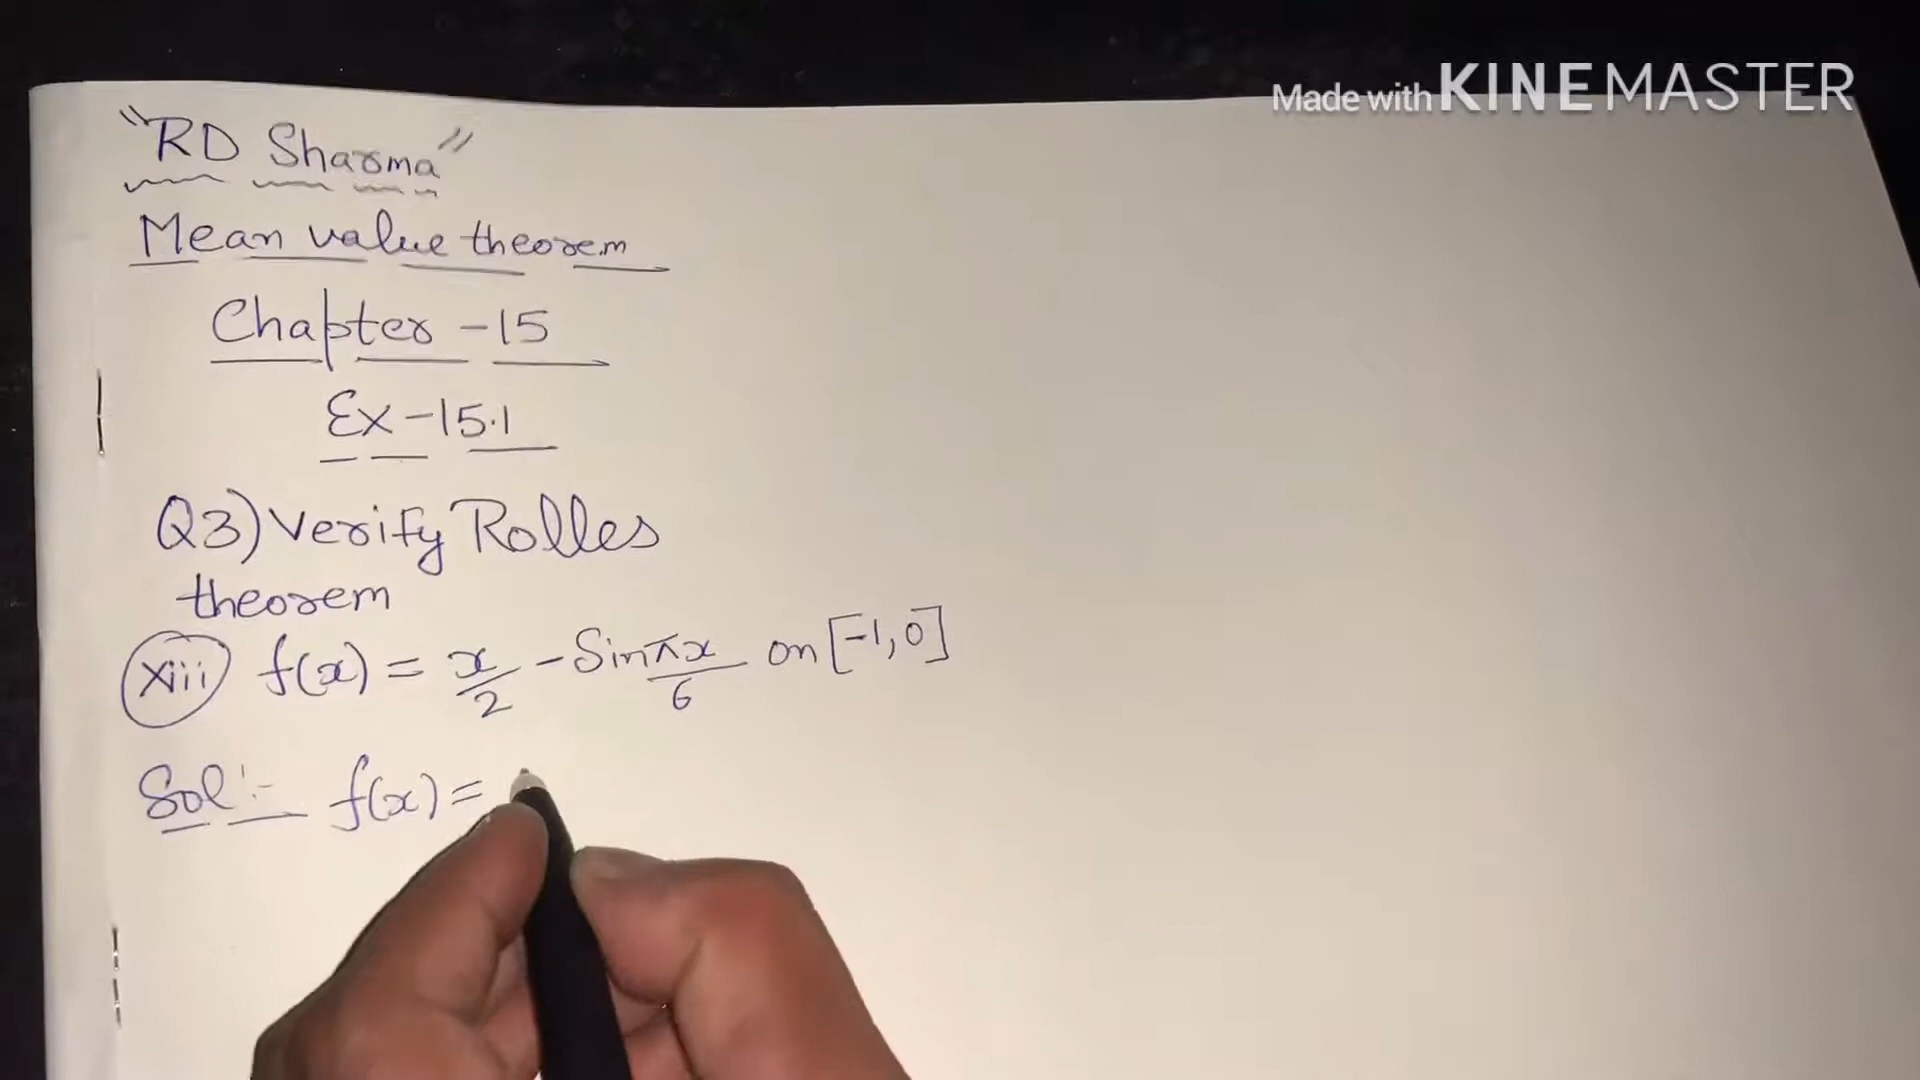 Made with KINEMASTER
"RD Sharma"
Mean value theorem
Chapter - 15
Ex - 15.1
Q3) Verify Rolles
theorem
xiii f(x) = x/2 - Sin πx/6 on [-1, 0]
Sol:- f(x) =